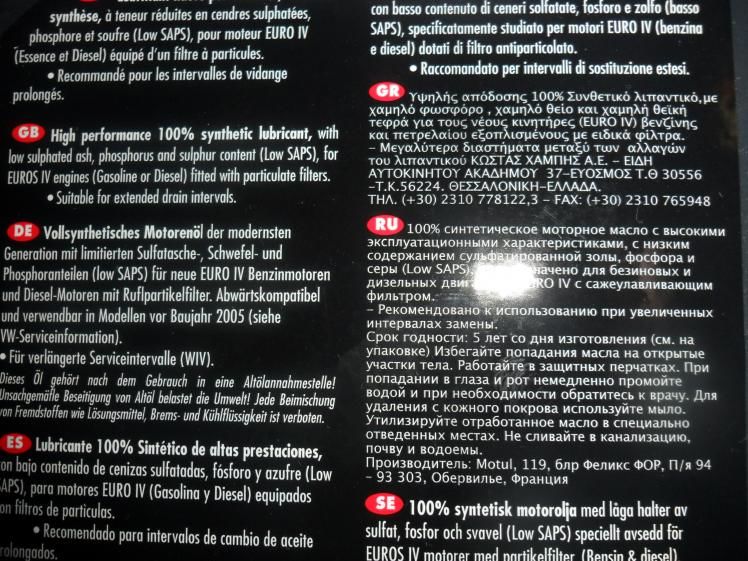 synthèse, à teneur réduites en cendres sulphatées,
phosphore et soufre (Low SAPS), pour moteur EURO IV
(Essence et Diesel) équipé d'un filtre à particules.
• Recommandé pour les intervalles de vidange
prolongés.
GB High performance 100% synthetic lubricant, with
low sulphated ash, phosphorus and sulphur content (Low SAPS), for
EUROS IV engines (Gasoline or Diesel) fitted with particulate filters.
• Suitable for extended drain intervals.
DE Vollsynthetisches Motorenöl der modernsten
Generation mit limitierten Sulfatasche-, Schwefel- und
Phosphoranteilen (low SAPS) für neue EURO IV Benzinmotoren
und Diesel-Motoren mit Rußpartikelfilter. Abwärtskompatibel
und verwendbar in Modellen vor Baujahr 2005 (siehe
VW-Serviceinformation).
• Für verlängerte Serviceintervalle (WIV).
Dieses Öl gehört nach dem Gebrauch in eine Altölannahmestelle!
Unsachgemäße Beseitigung von Altöl belastet die Umwelt! Jede Beimischung
von Fremdstoffen wie Lösungsmittel, Brems- und Kühlflüssigkeit ist verboten.
ES Lubricante 100% Sintético de altas prestaciones,
con bajo contenido de cenizas sulfatadas, fósforo y azufre (Low
SAPS), para motores EURO IV (Gasolina y Diesel) equipados
con filtros de particulas.
• Recomendado para intervalos de cambio de aceite
prolongados.
con basso contenuto di ceneri solfatate, fosforo e zolfo (basso
SAPS), specificatamente studiato per motori EURO IV (benzina
e diesel) dotati di filtro antiparticolato.
• Raccomandato per intervalli di sostituzione estesi.
GR Υψηλής απόδοσης 100% Συνθετικό λιπαντικό,με
χαμηλό φωσφόρο , χαμηλό θείο και χαμηλή θεϊκή
τεφρά για τους νέους κινητήρες (EURO IV) βενζίνης
και πετρελαίου εξοπλισμένους με ειδικά φίλτρα.
– Μεγαλύτερα διαστήματα μεταξύ των αλλαγών
του λιπαντικού ΚΩΣΤΑΣ ΧΑΜΠΗΣ Α.Ε. – ΕΙΔΗ
ΑΥΤΟΚΙΝΗΤΟΥ ΑΚΑΔΗΜΟΥ 37–ΕΥΟΣΜΟΣ Τ.Θ 30556
–Τ.Κ.56224. ΘΕΣΣΑΛΟΝΙΚΗ–ΕΛΛΑΔΑ.
ΤΗΛ. (+30) 2310 778122,3 – FAX: (+30) 2310 765948
RU 100% синтетическое моторное масло с высокими
эксплуатационными характеристиками, с низким
содержанием сульфатированной золы, фосфора и
серы (Low SAPS). для безиновых и
дизельных IV с сажеулавливающим
фильтром.
– Рекомендовано к использованию при увеличенных
интервалах замены.
Срок годности: 5 лет со дня изготовления (см. на
упаковке) Избегайте попадания масла на открытые
участки тела. Работайте в защитных перчатках. При
попадании в глаза и рот немедленно промойте
водой и при необходимости обратитесь к врачу. Для
удаления с кожного покрова используйте мыло.
Утилизируйте отработанное масло в специально
отведенных местах. Не сливайте в канализацию,
почву и водоемы.
Производитель: Motul, 119, блр Феликс ФОР, П/я 94
– 93 303, Обервилье, Франция
SE 100% syntetisk motorolja med låga halter av
sulfat, fosfor och svavel (Low SAPS) speciellt avsedd för
EUROS IV motorer med partikelfilter (Bensin & diesel).